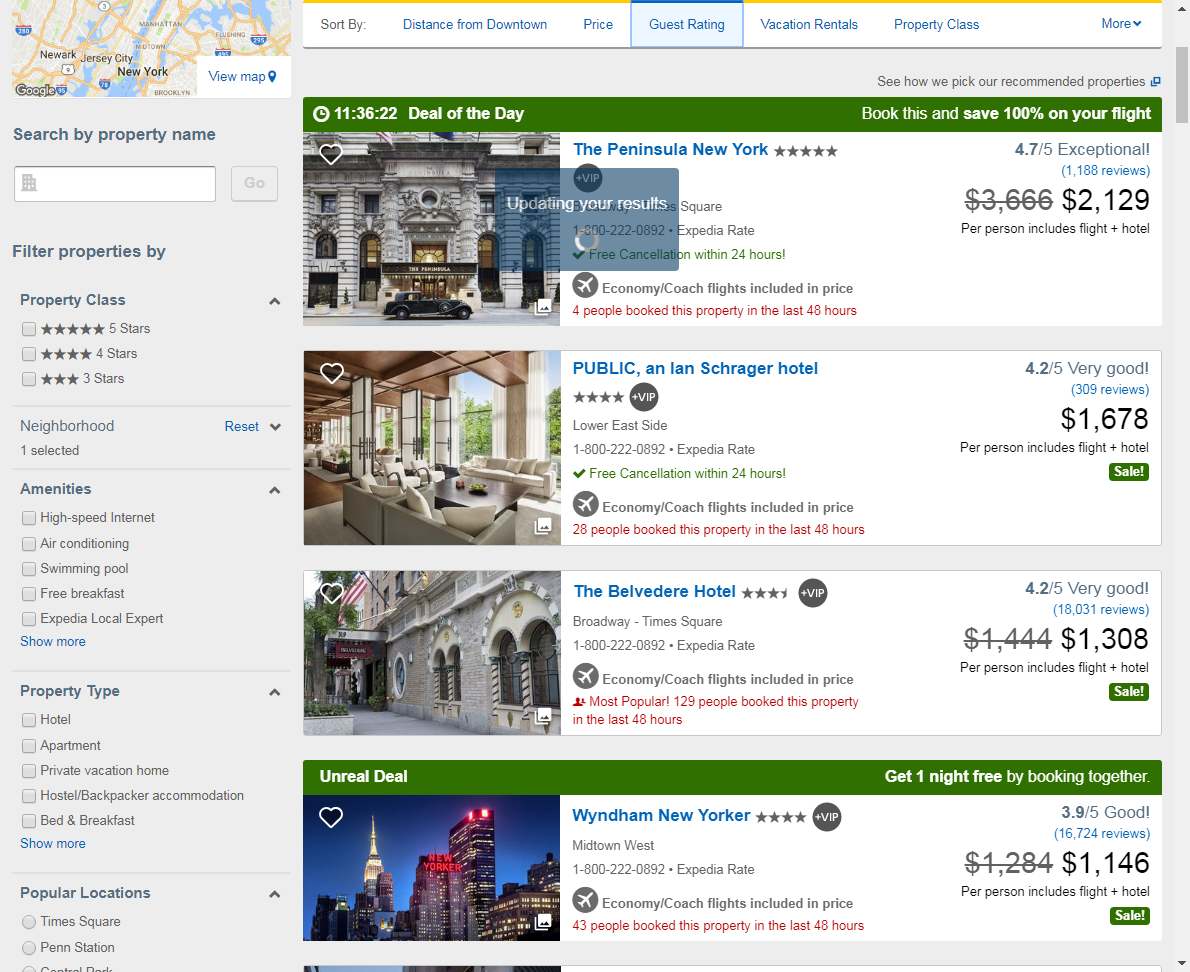 MANHATTAN
MIDTOWN
FLUSHING
Newark
Jersey City
New York
BROOKLYN
3
280
495
295
9
78
95
Google
View map
Search by property name
Go
Filter properties by
Property Class
5 Stars
4 Stars
3 Stars
Neighborhood
Reset
1 selected
Amenities
High-speed Internet
Air conditioning
Swimming pool
Free breakfast
Expedia Local Expert
Show more
Property Type
Hotel
Apartment
Private vacation home
Hostel/Backpacker accommodation
Bed & Breakfast
Show more
Popular Locations
Times Square
Penn Station
Central Park
Sort By: Distance from Downtown Price Guest Rating Vacation Rentals Property Class More
See how we pick our recommended properties
11:36:22 Deal of the Day
Book this and save 100% on your flight
THE PENINSULA
The Peninsula New York
+VIP
Updating your results...
Broadway - Times Square
1-800-222-0892 • Expedia Rate
Free Cancellation within 24 hours!
Economy/Coach flights included in price
4 people booked this property in the last 48 hours
4.7/5 Exceptional!
(1,188 reviews)
$3,666 $2,129
Per person includes flight + hotel
PUBLIC, an Ian Schrager hotel
+VIP
Lower East Side
1-800-222-0892 • Expedia Rate
Free Cancellation within 24 hours!
Economy/Coach flights included in price
28 people booked this property in the last 48 hours
4.2/5 Very good!
(309 reviews)
$1,678
Per person includes flight + hotel
Sale!
BELVEDERE
The Belvedere Hotel +VIP
Broadway - Times Square
1-800-222-0892 • Expedia Rate
Economy/Coach flights included in price
Most Popular! 129 people booked this property
in the last 48 hours
4.2/5 Very good!
(18,031 reviews)
$1,444 $1,308
Per person includes flight + hotel
Sale!
Unreal Deal
Get 1 night free by booking together.
NEW
YORKER
Wyndham New Yorker +VIP
Midtown West
1-800-222-0892 • Expedia Rate
Economy/Coach flights included in price
43 people booked this property in the last 48 hours
3.9/5 Good!
(16,724 reviews)
$1,284 $1,146
Per person includes flight + hotel
Sale!